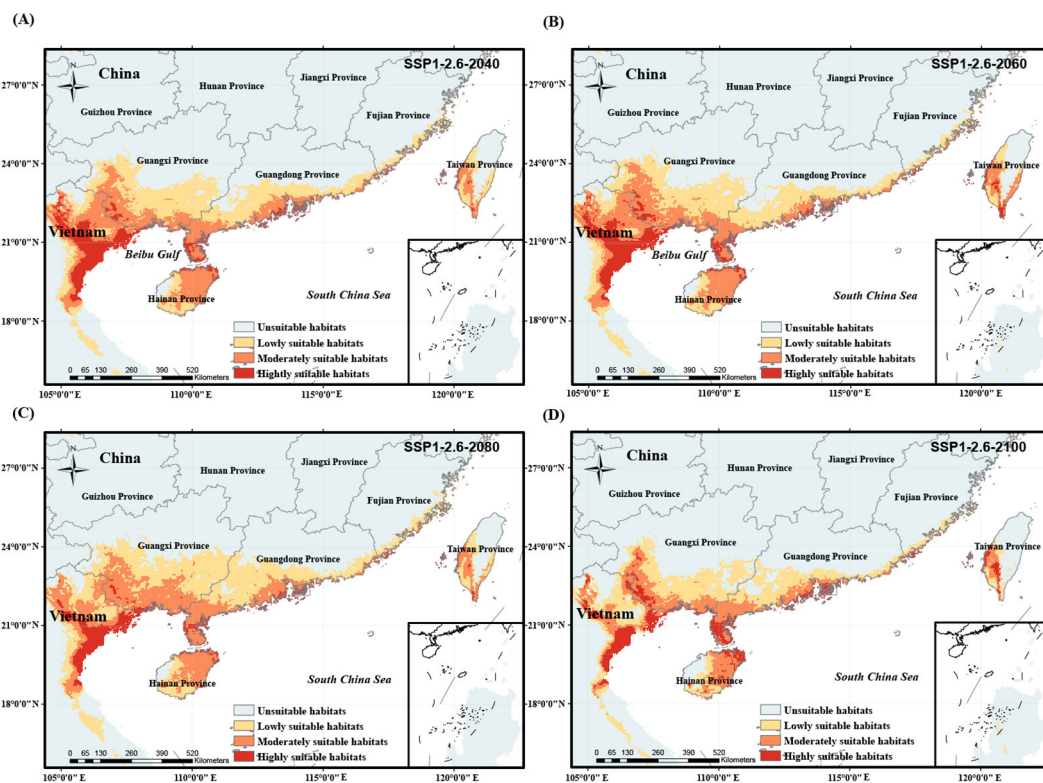 (A)
SSP1-2.6-2040
China
Hunan Province
Jiangxi Province
Guizhou Province
Fujian Province
Guangxi Province
Guangdong Province
Taiwan Province
Vietnam
Beibu Gulf
Hainan Province
South China Sea
Unsuitable habitats
Lowly suitable habitats
Moderately suitable habitats
Hightly suitable habitats
0 65 130 260 390 520
Kilometers
27°0'0"N
24°0'0"N
21°0'0"N
18°0'0"N
105°0'0"E
110°0'0"E
115°0'0"E
120°0'0"E
(B)
SSP1-2.6-2060
China
Hunan Province
Jiangxi Province
Guizhou Province
Fujian Province
Guangxi Province
Guangdong Province
Taiwan Province
Vietnam
Beibu Gulf
Hainan Province
South China Sea
Unsuitable habitats
Lowly suitable habitats
Moderately suitable habitats
Highly suitable habitats
0 65 130 260 390 520
Kilometers
27°0'0"N
24°0'0"N
21°0'0"N
18°0'0"N
105°0'0"E
110°0'0"E
115°0'0"E
120°0'0"E
(C)
SSP1-2.6-2080
China
Hunan Province
Jiangxi Province
Guizhou Province
Fujian Province
Guangxi Province
Guangdong Province
Taiwan Province
Vietnam
Hainan Province
South China Sea
Unsuitable habitats
Lowly suitable habitats
Moderately suitable habitats
Highly suitable habitats
0 65 130 260 390 520
Kilometers
27°0'0"N
24°0'0"N
21°0'0"N
18°0'0"N
105°0'0"E
110°0'0"E
115°0'0"E
120°0'0"E
(D)
SSP1-2.6-2100
China
Hunan Province
Jiangxi Province
Guizhou Province
Fujian Province
Guangxi Province
Guangdong Province
Taiwan Province
Vietnam
Hainan Province
South China Sea
Unsuitable habitats
Lowly suitable habitats
Moderately suitable habitats
Highly suitable habitats
0 65 130 260 390 520
Kilometers
27°0'0"N
24°0'0"N
21°0'0"N
18°0'0"N
105°0'0"E
110°0'0"E
115°0'0"E
120°0'0"E